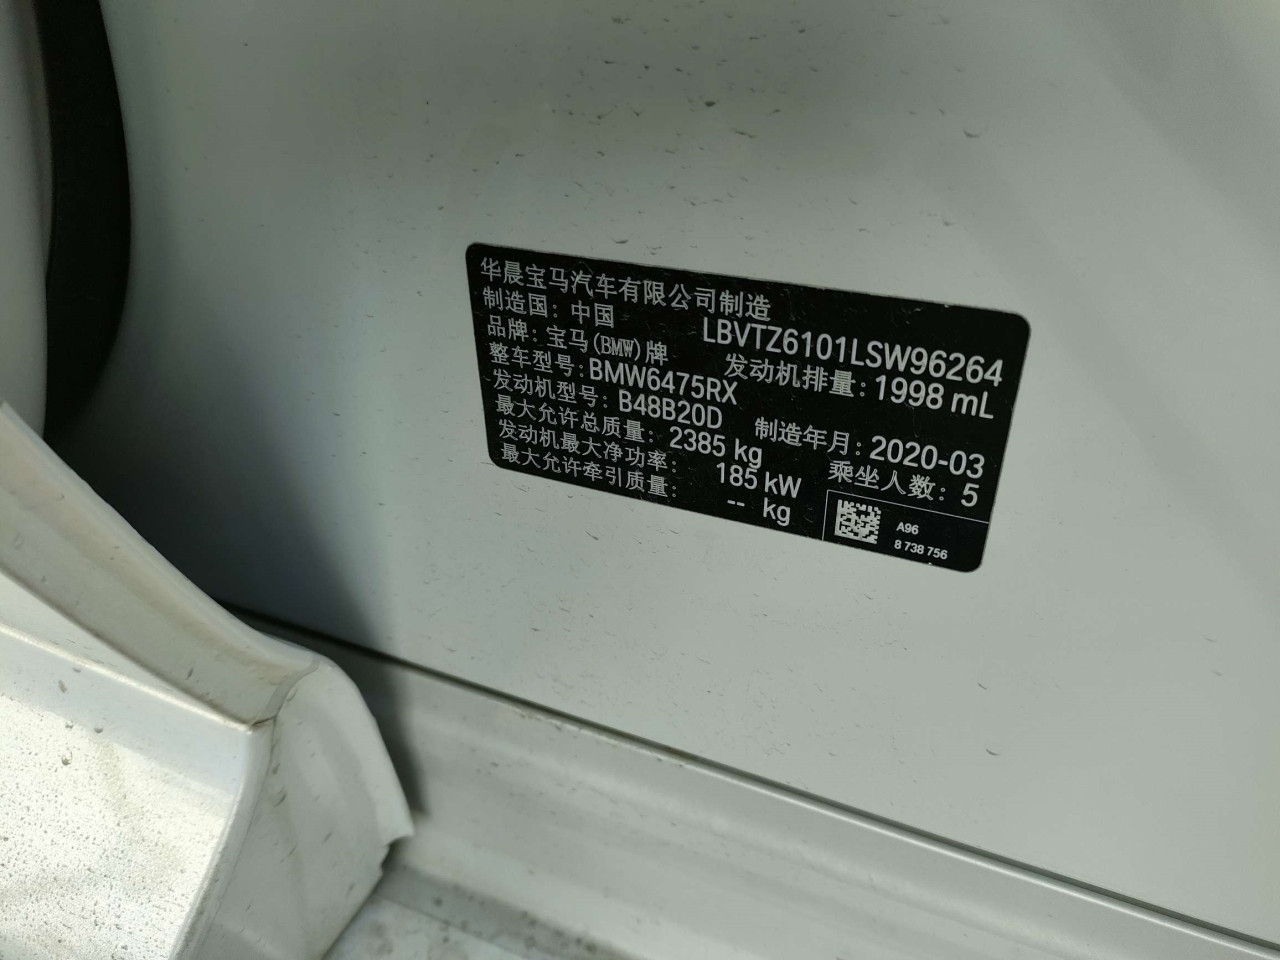 华晨宝马汽车有限公司制造
制造国：中国 LBVTZ6101LSW96264
品牌：宝马(BMW)牌 发动机排量：1998 mL
整车型号：BMW6475RX
发动机型号：B48B20D 制造年月：2020-03
最大允许总质量：2385 kg 乘坐人数：5
发动机最大净功率：185 kW
最大允许牵引质量：-- kg
A96
8 738 756